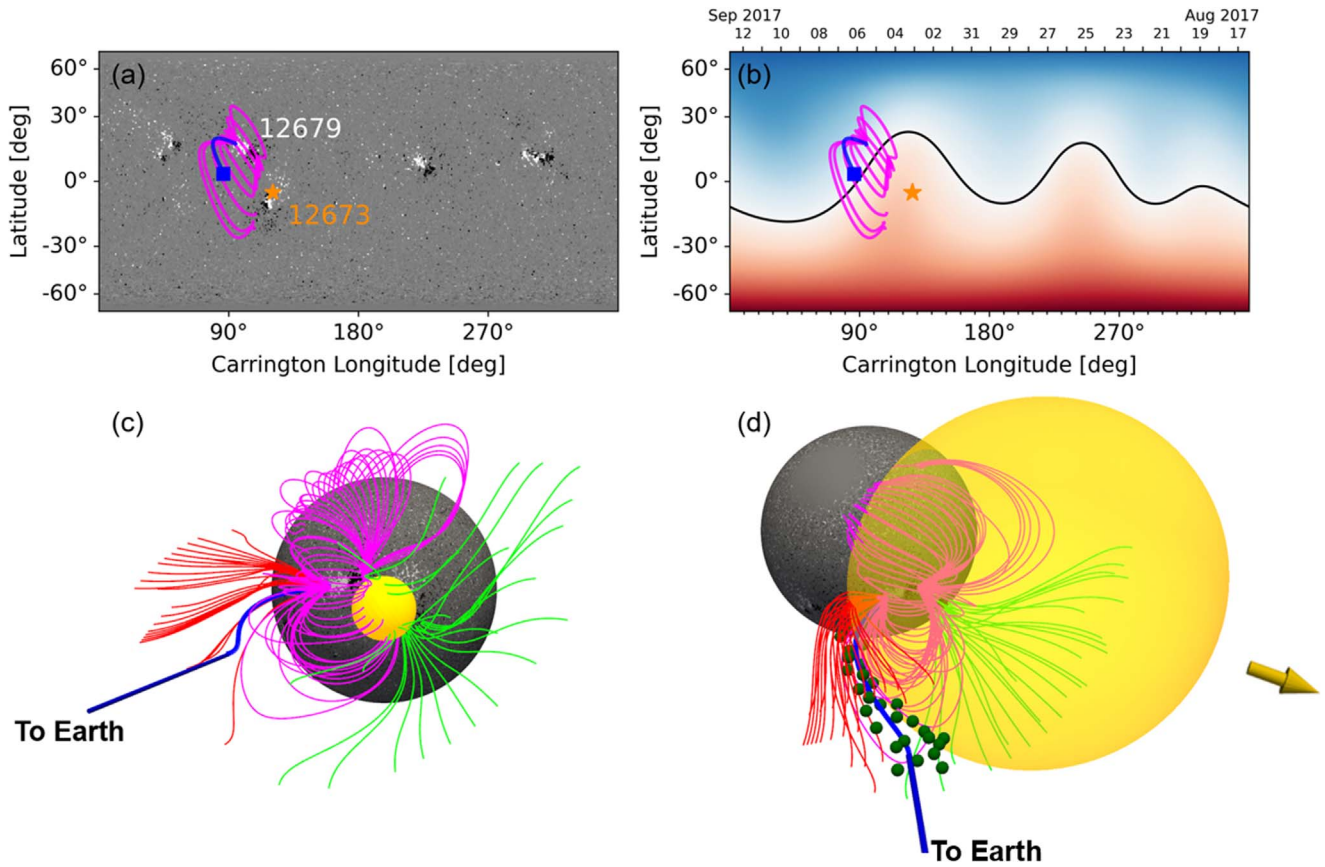 (a)
12679
12673
60°
30°
0°
-30°
-60°
Latitude [deg]
90°
180°
270°
Carrington Longitude [deg]
Sep 2017
Aug 2017
12 10 08 06 04 02 31 29 27 25 23 21 19 17
(b)
60°
30°
0°
-30°
-60°
Latitude [deg]
90°
180°
270°
Carrington Longitude [deg]
(c)
To Earth
(d)
To Earth